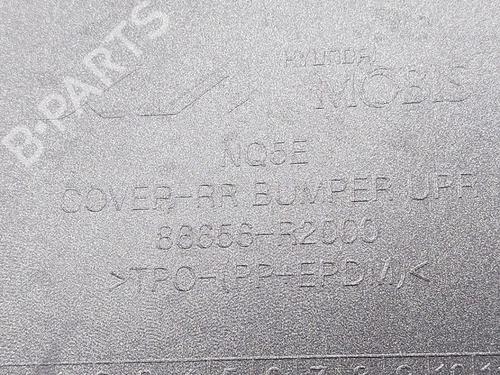 B-PARTS
HYUNDAI
MOBIS
NQ5E
COVER-RR BUMPER UPR
86656-R2000
>TPO-(PP+EPDM)<